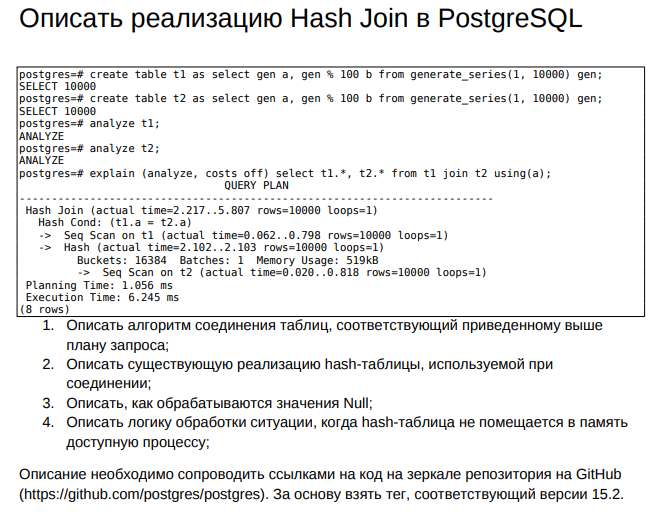 Описать реализацию Hash Join в PostgreSQL
postgres=# create table t1 as select gen a, gen % 100 b from generate_series(1, 10000) gen;
SELECT 10000
postgres=# create table t2 as select gen a, gen % 100 b from generate_series(1, 10000) gen;
SELECT 10000
postgres=# analyze t1;
ANALYZE
postgres=# analyze t2;
ANALYZE
postgres=# explain (analyze, costs off) select t1.*, t2.* from t1 join t2 using(a);
QUERY PLAN
---------------------------------------------------------------------------
Hash Join (actual time=2.217..5.807 rows=10000 loops=1)
Hash Cond: (t1.a = t2.a)
-> Seq Scan on t1 (actual time=0.062..0.798 rows=10000 loops=1)
-> Hash (actual time=2.102..2.103 rows=10000 loops=1)
Buckets: 16384 Batches: 1 Memory Usage: 519kB
-> Seq Scan on t2 (actual time=0.020..0.818 rows=10000 loops=1)
Planning Time: 1.056 ms
Execution Time: 6.245 ms
(8 rows)
1. Описать алгоритм соединения таблиц, соответствующий приведенному выше
плану запроса;
2. Описать существующую реализацию hash-таблицы, используемой при
соединении;
3. Описать, как обрабатываются значения Null;
4. Описать логику обработки ситуации, когда hash-таблица не помещается в память
доступную процессу;
Описание необходимо сопроводить ссылками на код на зеркале репозитория на GitHub
(https://github.com/postgres/postgres). За основу взять тег, соответствующий версии 15.2.